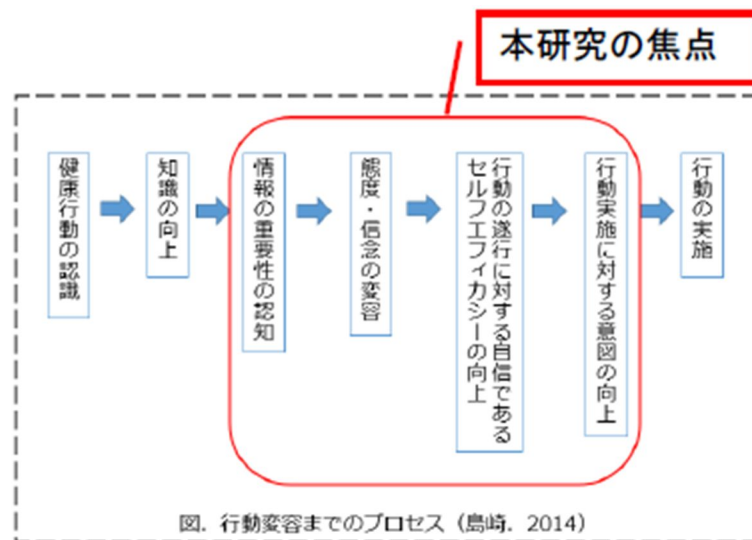 本研究の焦点
健康行動の認識
知識の向上
情報の重要性の認知
態度・信念の変容
行動の遂行に対する自信である
セルフエフィカシーの向上
行動実施に対する意図の向上
行動の実施
図. 行動変容までのプロセス（島崎. 2014）